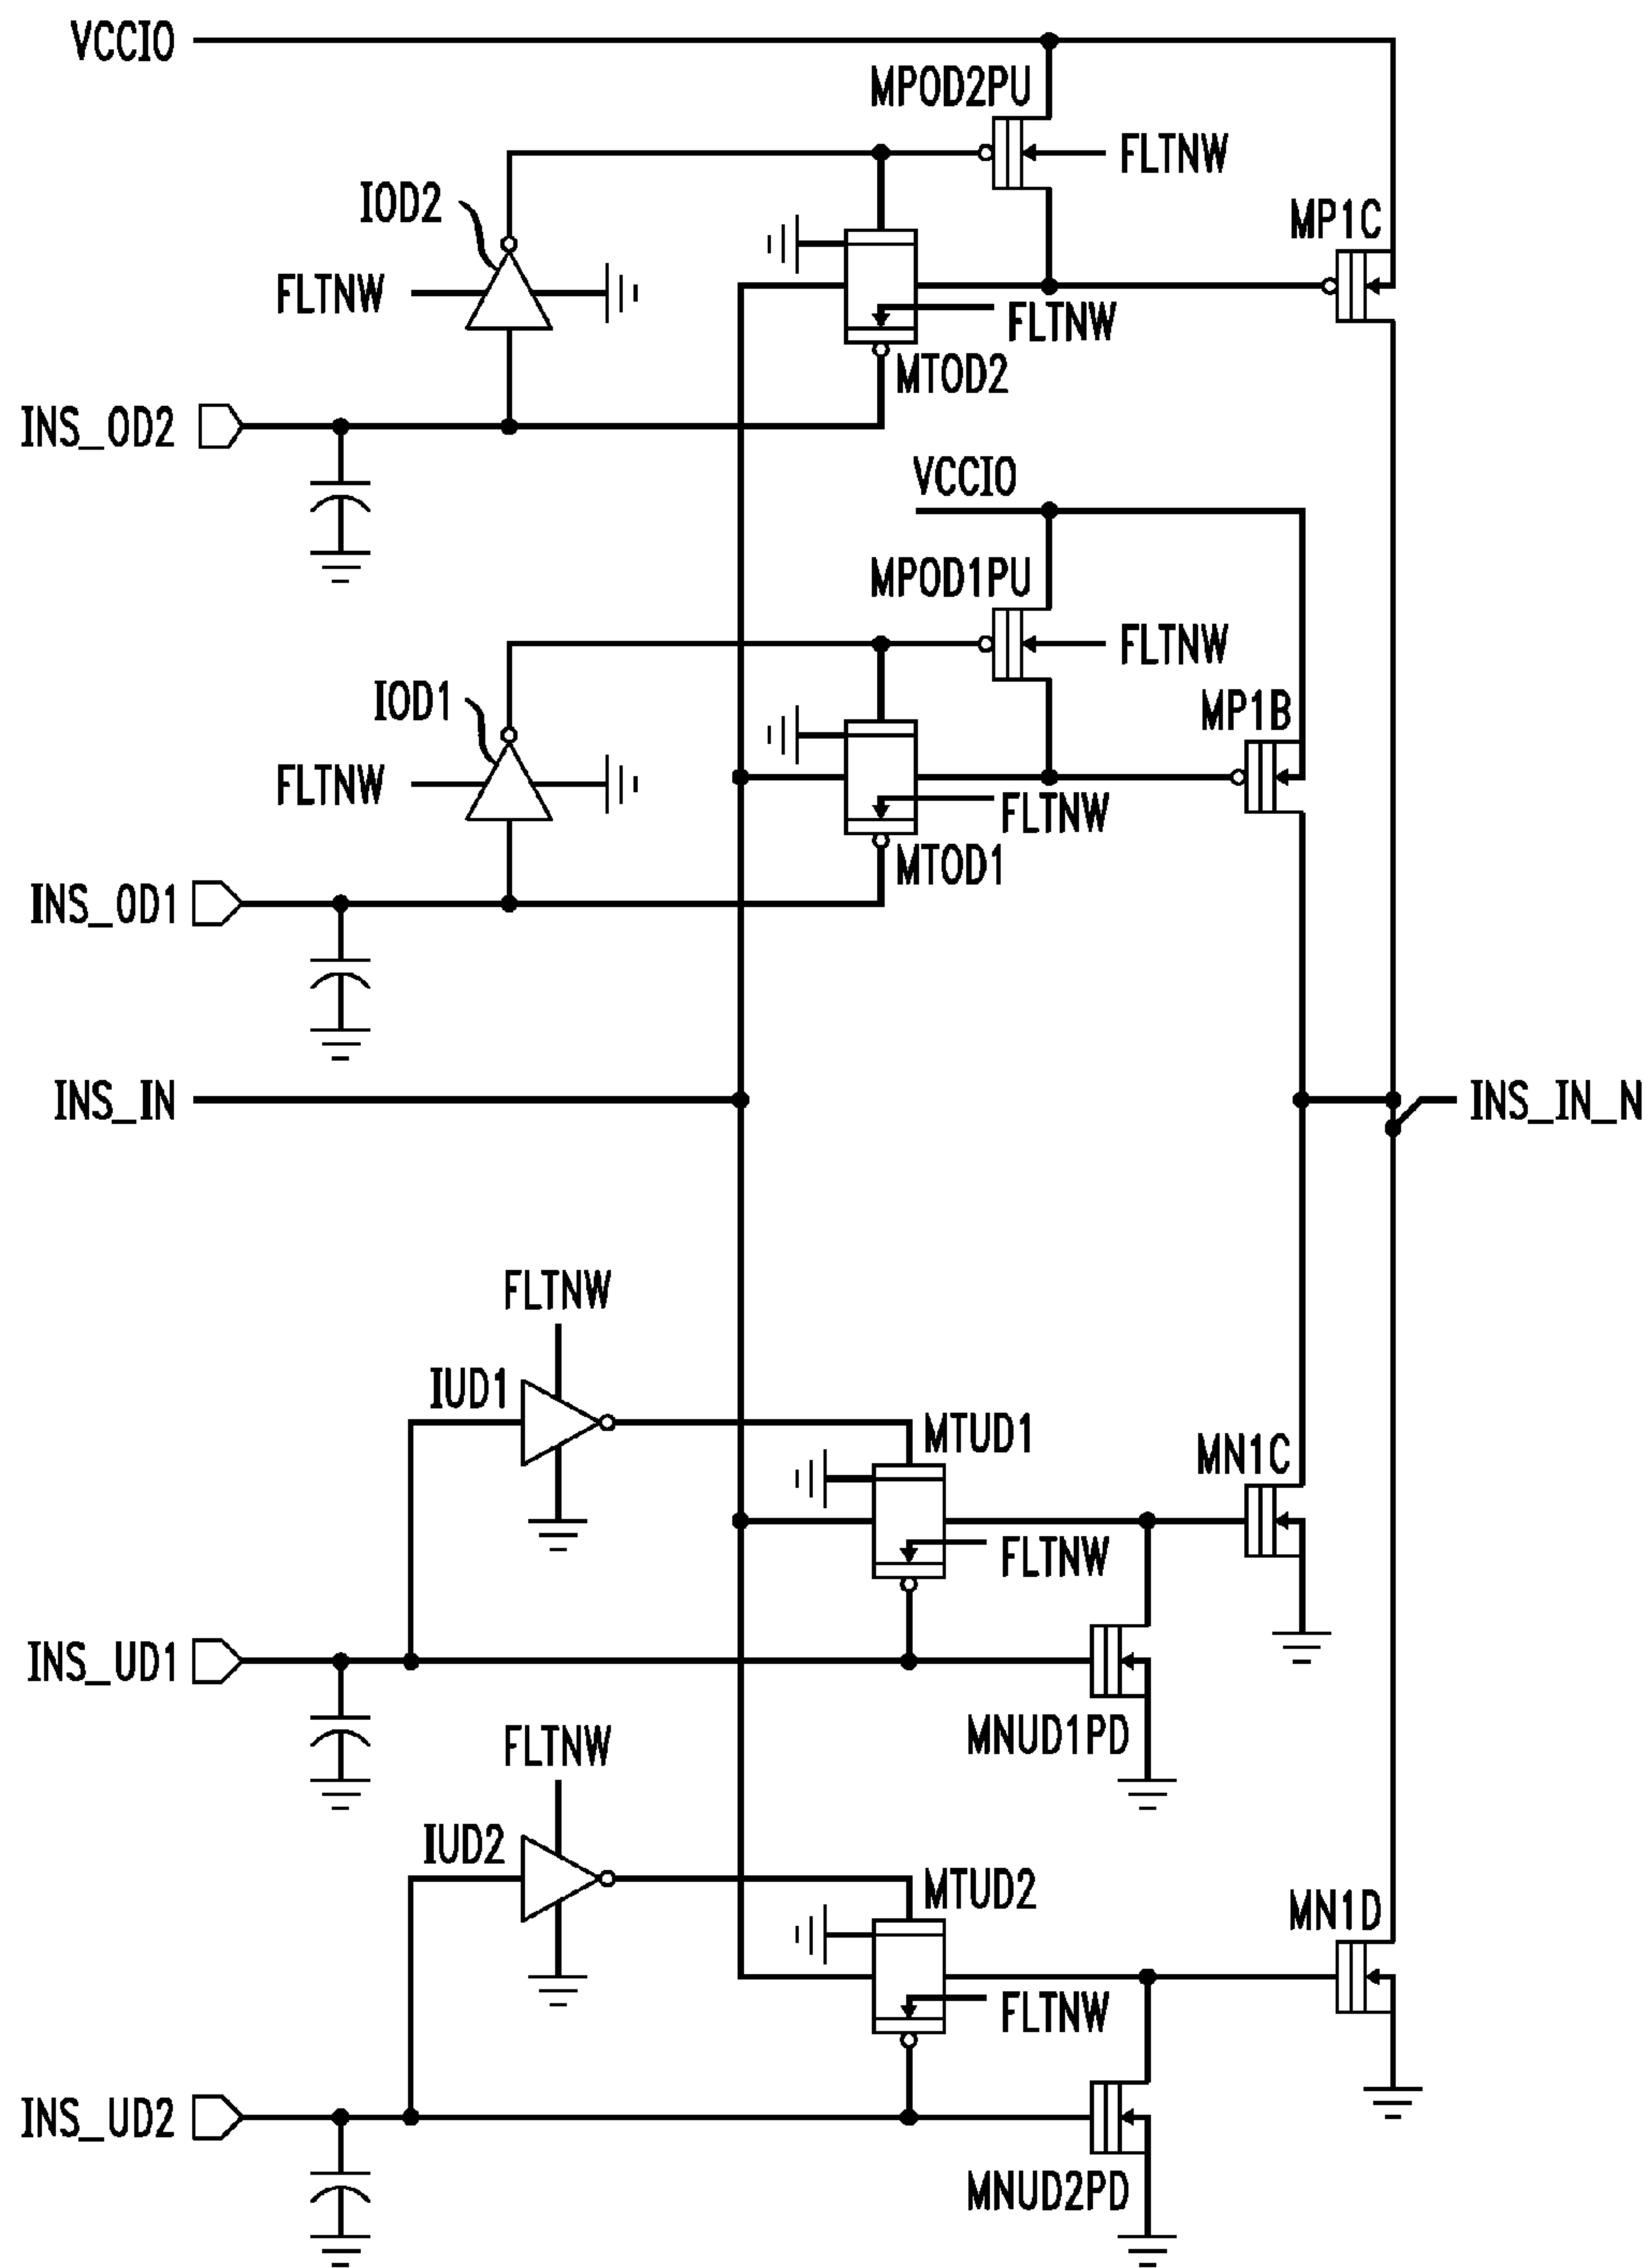 VCCIO
MPOD2PU
FLTNW
IOD2
MP1C
FLTNW
FLTNW
MTOD2
INS_OD2
VCCIO
MPOD1PU
FLTNW
IOD1
MP1B
FLTNW
FLTNW
MTOD1
INS_OD1
INS_IN
INS_IN_N
FLTNW
IUD1
MTUD1
MN1C
FLTNW
INS_UD1
MNUD1PD
FLTNW
IUD2
MTUD2
MN1D
FLTNW
INS_UD2
MNUD2PD